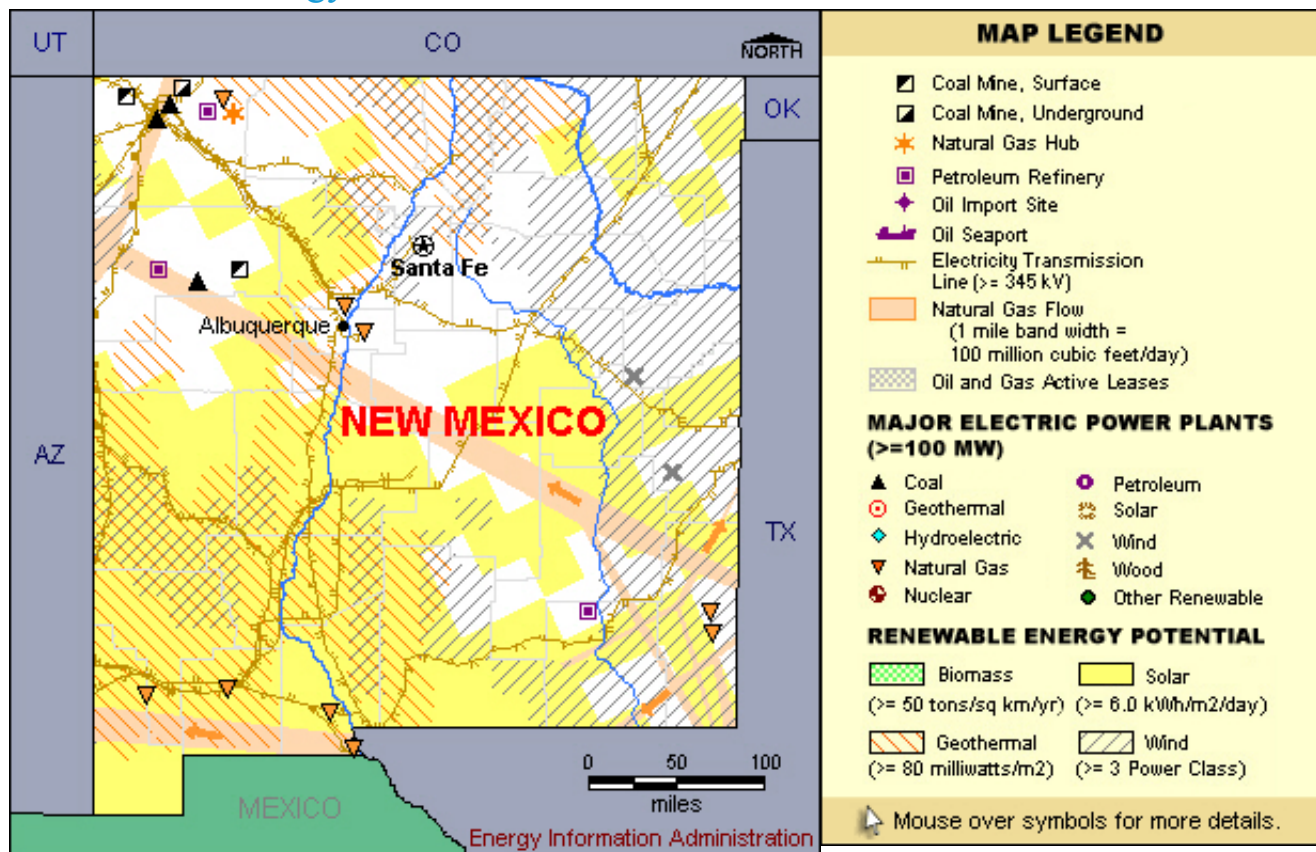 UT
CO
NORTH
OK
AZ
TX
Santa Fe
Albuquerque
NEW MEXICO
MEXICO
0 50 100
miles
Energy Information Administration
MAP LEGEND
Coal Mine, Surface
Coal Mine, Underground
Natural Gas Hub
Petroleum Refinery
Oil Import Site
Oil Seaport
Electricity Transmission
Line (>= 345 kV)
Natural Gas Flow
(1 mile band width =
100 million cubic feet/day)
Oil and Gas Active Leases
MAJOR ELECTRIC POWER PLANTS
(>=100 MW)
Coal
Petroleum
Geothermal
Solar
Hydroelectric
Wind
Natural Gas
Wood
Nuclear
Other Renewable
RENEWABLE ENERGY POTENTIAL
Biomass
Solar
(>= 50 tons/sq km/yr) (>= 6.0 kWh/m2/day)
Geothermal
Wind
(>= 80 milliwatts/m2) (>= 3 Power Class)
Mouse over symbols for more details.